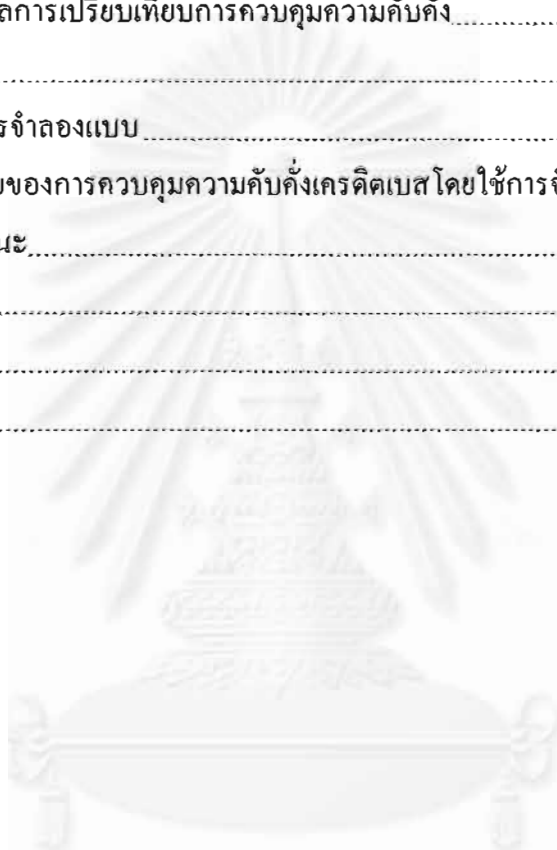 ลการเปรียบเทียบการควบคุมความคับคั่ง
รจำลองแบบ
ของการควบคุมความคับคั่งเครดิตเบสโดยใช้การ
นะ